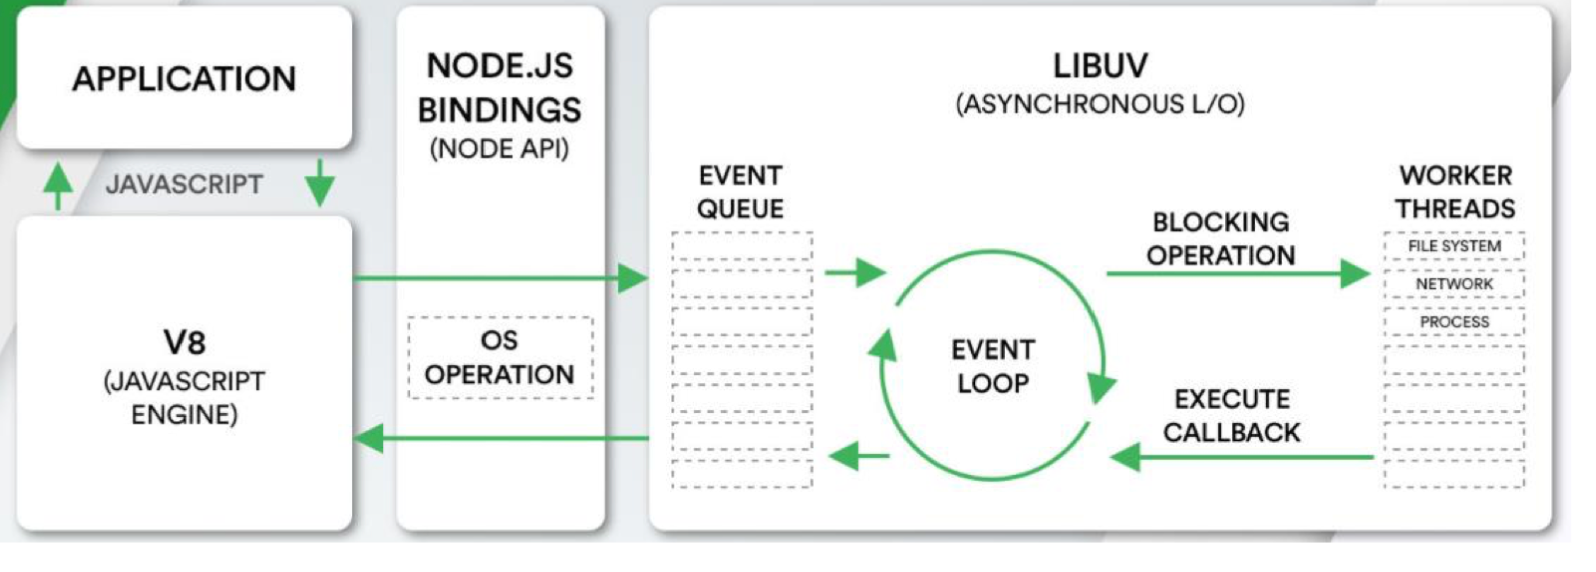 APPLICATION
JAVASCRIPT
V8
(JAVASCRIPT
ENGINE)
NODE.JS
BINDINGS
(NODE API)
OS
OPERATION
LIBUV
(ASYNCHRONOUS L/O)
EVENT
QUEUE
EVENT
LOOP
BLOCKING
OPERATION
EXECUTE
CALLBACK
WORKER
THREADS
FILE SYSTEM
NETWORK
PROCESS